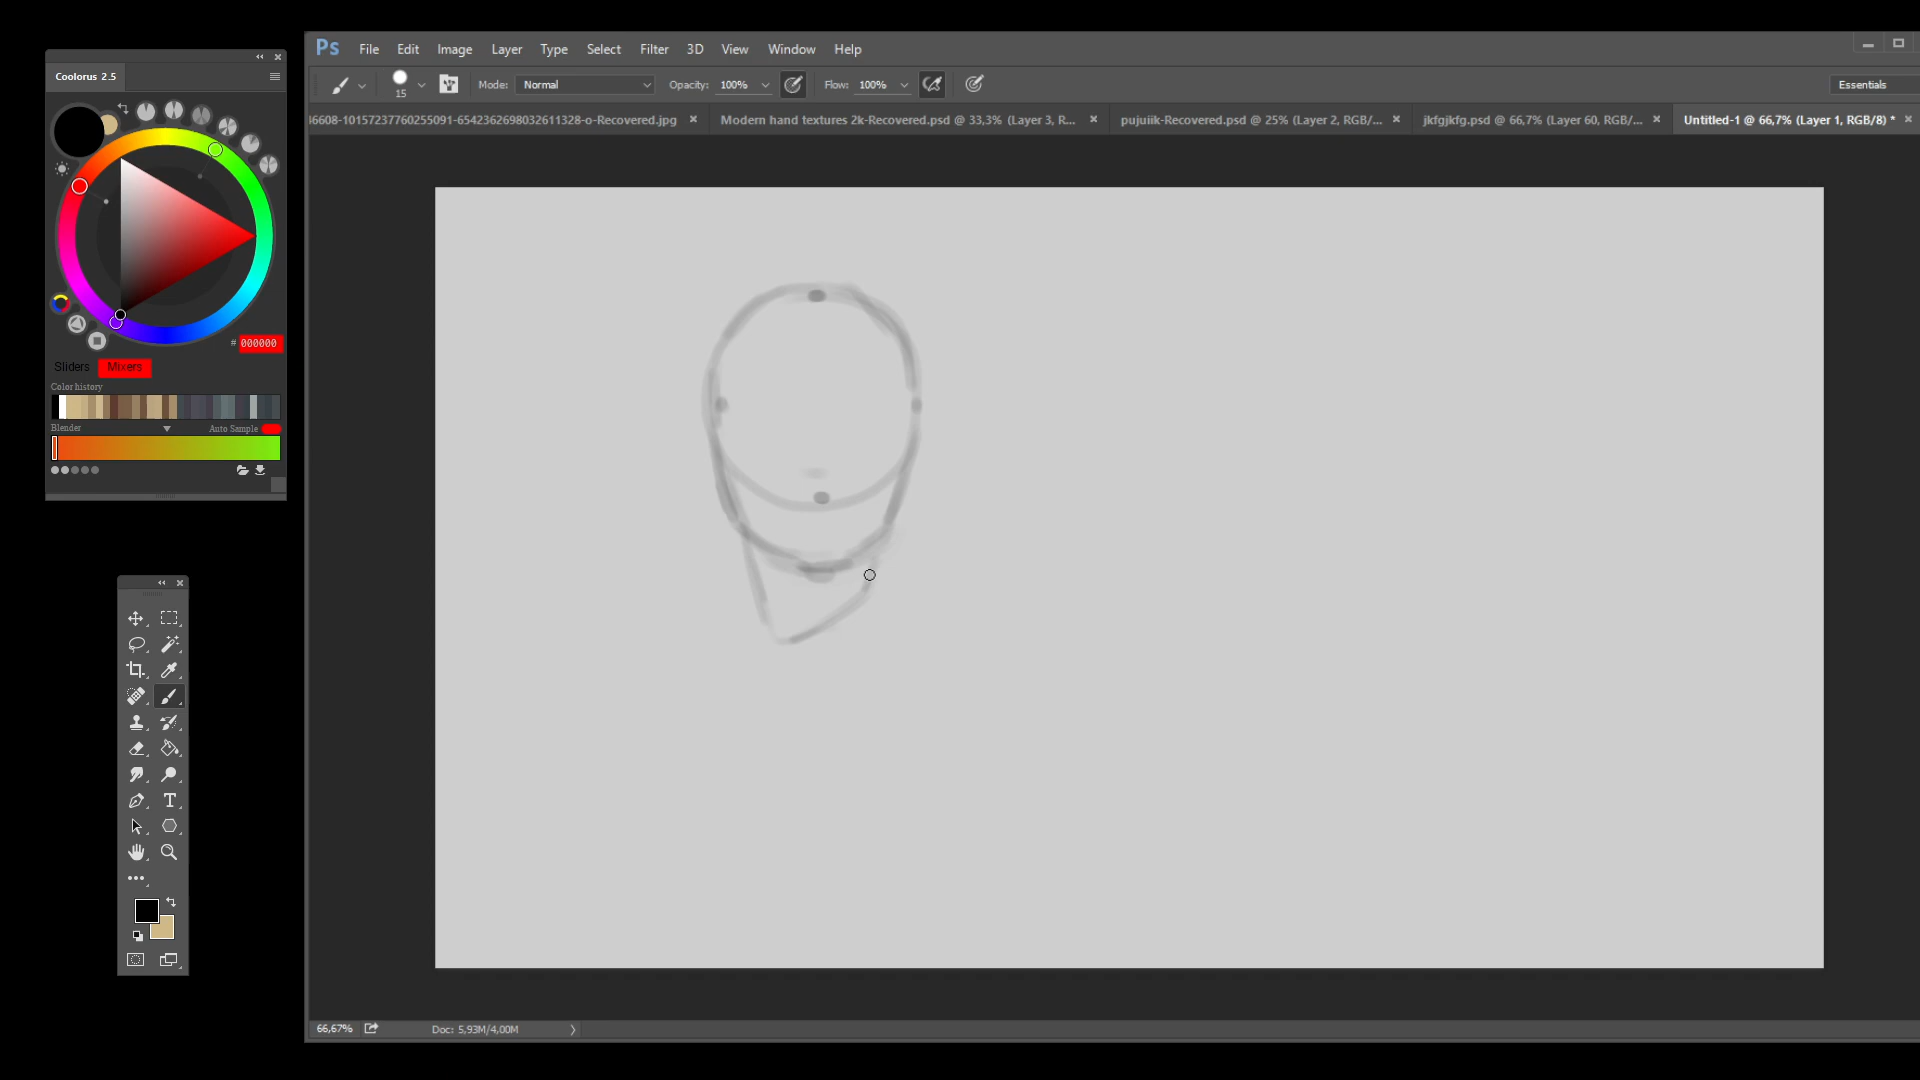 Coolorus 2.5
# 000000
Sliders Mixers
Color history
Blender Auto Sample
Ps File Edit Image Layer Type Select Filter 3D View Window Help
15 Mode: Normal Opacity: 100% Flow: 100% Essentials
36608-10157237760255091-6542362698032611328-o-Recovered.jpg Modern hand textures 2k-Recovered.psd @ 33,3% (Layer 3, R... pujuiik-Recovered.psd @ 25% (Layer 2, RGB/... jkfgjkfg.psd @ 66,7% (Layer 60, RGB/... Untitled-1 @ 66,7% (Layer 1, RGB/8) *
66,67% Doc: 5,93M/4,00M